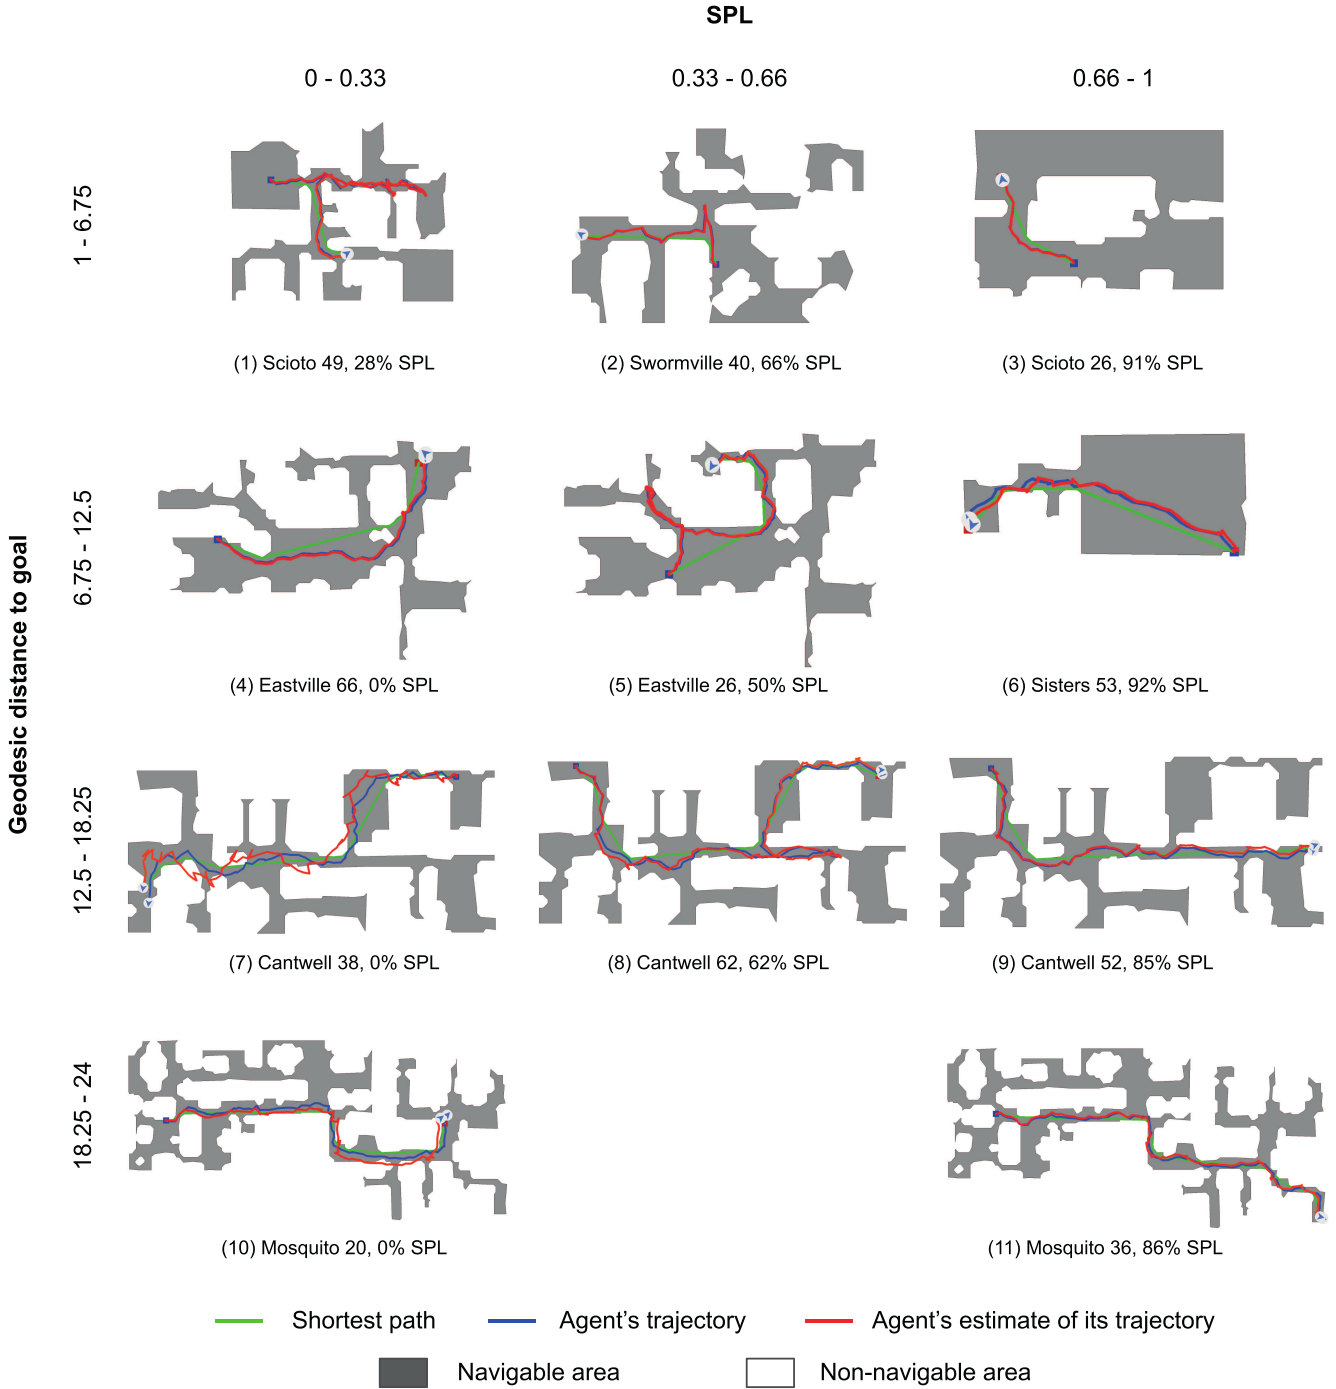 SPL
0 - 0.33
0.33 - 0.66
0.66 - 1
Geodesic distance to goal
1 - 6.75
(1) Scioto 49, 28% SPL
(2) Swormville 40, 66% SPL
(3) Scioto 26, 91% SPL
6.75 - 12.5
(4) Eastville 66, 0% SPL
(5) Eastville 26, 50% SPL
(6) Sisters 53, 92% SPL
12.5 - 18.25
(7) Cantwell 38, 0% SPL
(8) Cantwell 62, 62% SPL
(9) Cantwell 52, 85% SPL
18.25 - 24
(10) Mosquito 20, 0% SPL
(11) Mosquito 36, 86% SPL
Shortest path
Agent's trajectory
Agent's estimate of its trajectory
Navigable area
Non-navigable area